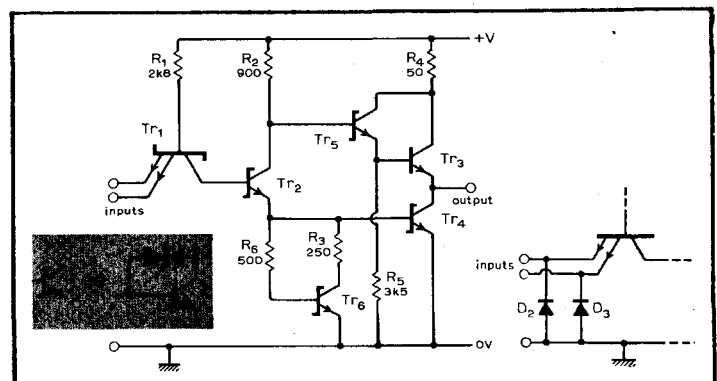 +V
R1
2k8
R2
900
R4
50
Tr1
Tr5
Tr3
Tr2
output
inputs
Tr4
R6
500
R3
250
R5
3k5
Tr6
0V
inputs
D2
D3